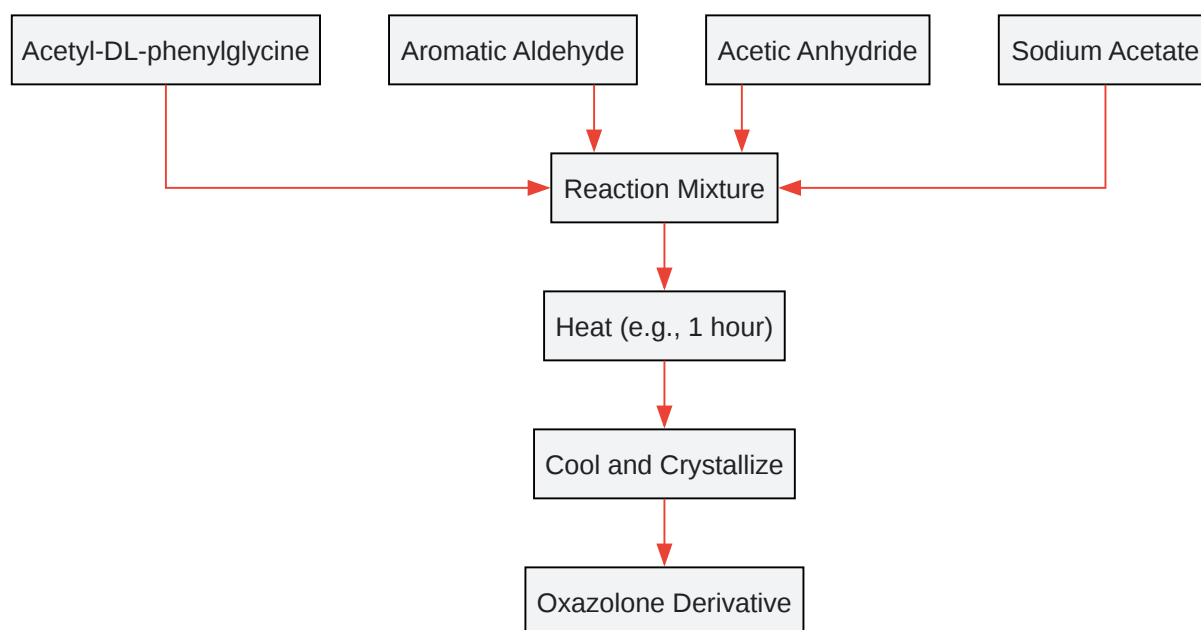 Acetyl-DL-phenylglycine
Aromatic Aldehyde
Acetic Anhydride
Sodium Acetate
Reaction Mixture
Heat (e.g., 1 hour)
Cool and Crystallize
Oxazolone Derivative